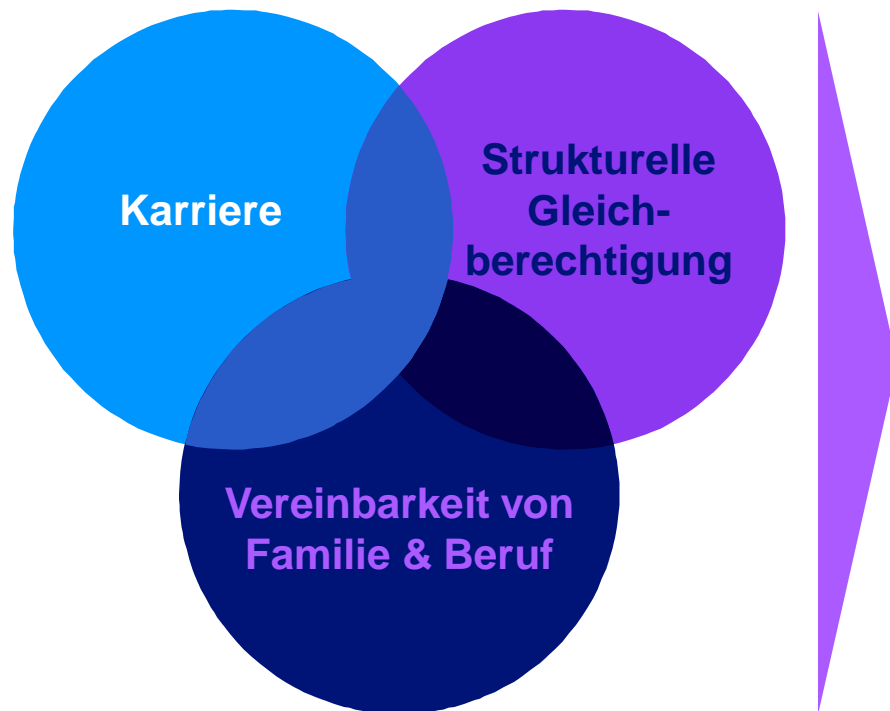 Karriere
Strukturelle
Gleich-
berechtigung
Vereinbarkeit von
Familie & Beruf